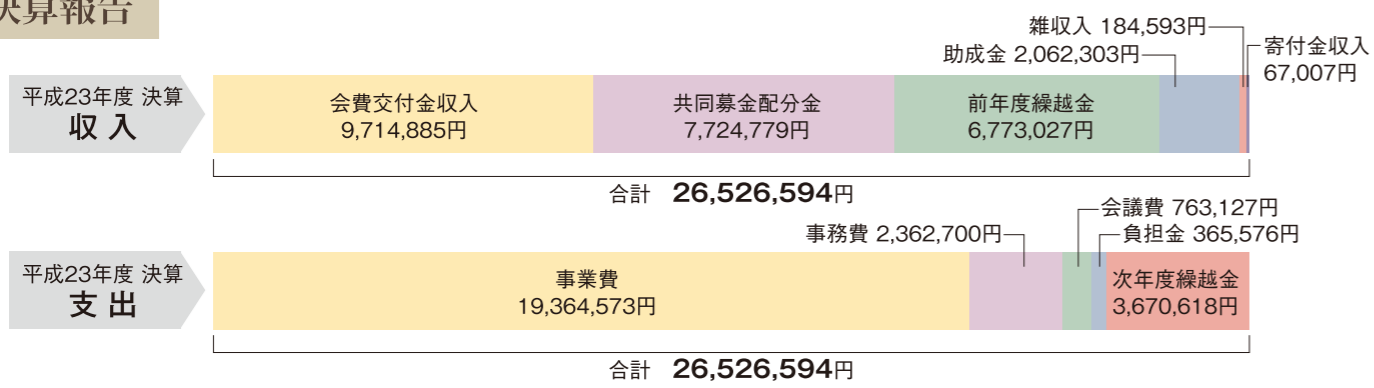 決算報告
雑収入 184,593円
助成金 2,062,303円
寄付金収入
67,007円
平成23年度 決算
収 入
会費交付金収入
9,714,885円
共同募金配分金
7,724,779円
前年度繰越金
6,773,027円
合計 26,526,594円
会議費 763,127円
事務費 2,362,700円
負担金 365,576円
平成23年度 決算
支 出
事業費
19,364,573円
次年度繰越金
3,670,618円
合計 26,526,594円